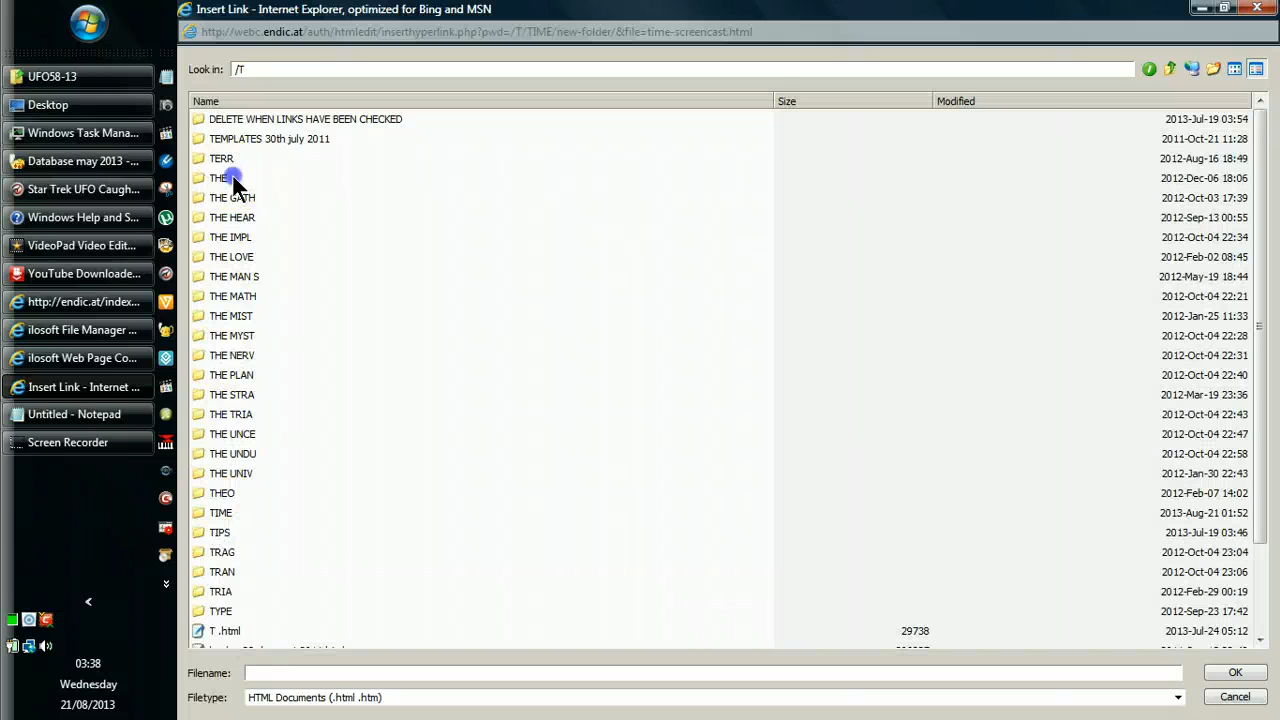 Insert Link - Internet Explorer, optimized for Bing and MSN
http://webc.endic.at/auth/htmledit/inserthyperlink.php?pwd=/T/TIME/new-folder/&file=time-screencast.html
Look in: /T
Name Size Modified
DELETE WHEN LINKS HAVE BEEN CHECKED 2013-Jul-19 03:54
TEMPLATES 30th july 2011 2011-Oct-21 11:28
TERR 2012-Aug-16 18:49
THE 2012-Dec-06 18:06
THE GATH 2012-Oct-03 17:39
THE HEAR 2012-Sep-13 00:55
THE IMPL 2012-Oct-04 22:34
THE LOVE 2012-Feb-02 08:45
THE MAN S 2012-May-19 18:44
THE MATH 2012-Oct-04 22:21
THE MIST 2012-Jan-25 11:33
THE MYST 2012-Oct-04 22:28
THE NERV 2012-Oct-04 22:31
THE PLAN 2012-Oct-04 22:40
THE STRA 2012-Mar-19 23:36
THE TRIA 2012-Oct-04 22:43
THE UNCE 2012-Oct-04 22:47
THE UNDU 2012-Oct-04 22:58
THE UNIV 2012-Jan-30 22:43
THEO 2012-Feb-07 14:02
TIME 2013-Aug-21 01:52
TIPS 2013-Jul-19 03:46
TRAG 2012-Oct-04 23:04
TRAN 2012-Oct-04 23:06
TRIA 2012-Feb-29 00:19
TYPE 2012-Sep-23 17:42
T .html 29738 2013-Jul-24 05:12
Filename: OK
Filetype: HTML Documents (.html .htm) Cancel
UFO58-13
Desktop
Windows Task Mana...
Database may 2013 -...
Star Trek UFO Caugh...
Windows Help and S...
VideoPad Video Edit...
YouTube Downloade...
http://endic.at/index...
ilosoft File Manager ...
ilosoft Web Page Co...
Insert Link - Internet ...
Untitled - Notepad
Screen Recorder
03:38
Wednesday
21/08/2013